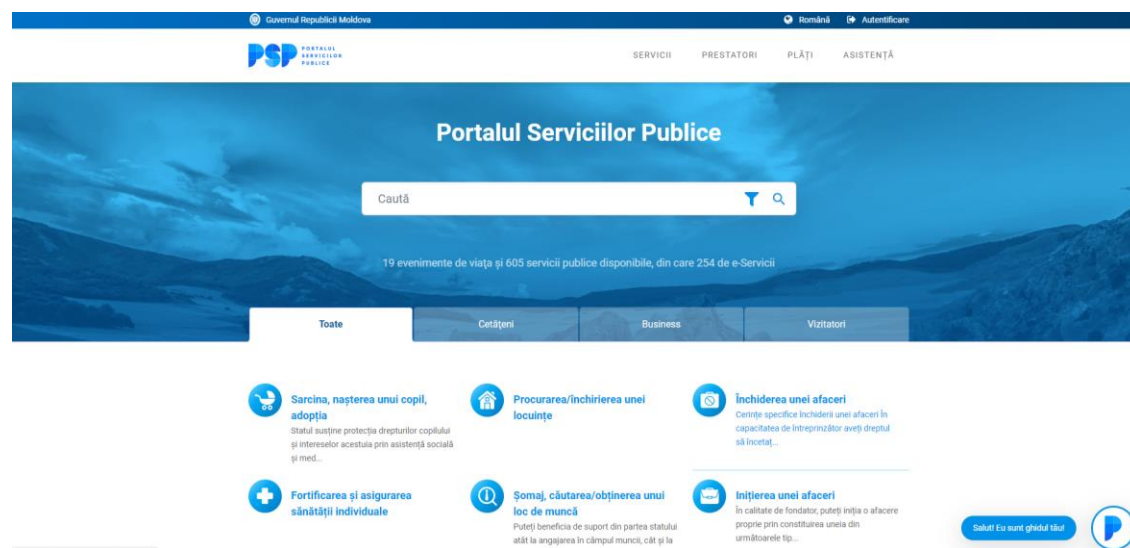 Guvernul Republicii Moldova
Română
Autentificare
PSP
PORTALUL
SERVICIILOR
PUBLICE
SERVICII
PRESTATORI
PLĂȚI
ASISTENȚĂ
Portalul Serviciilor Publice
Caută
19 evenimente de viața și 605 servicii publice disponibile, din care 254 de e-Servicii
Toate
Cetățeni
Business
Vizitatori
Sarcina, nașterea unui copil,
adopția
Statul susține protecția drepturilor copilului
și intereselor acestuia prin asistență socială
și med...
Procurarea/închirierea unei
locuințe
Închiderea unei afaceri
Cerințe specifice închiderii unei afaceri În
capacitatea de întreprinzător aveți dreptul
să încetaț...
Fortificarea și asigurarea
sănătății individuale
Șomaj, căutarea/obținerea unui
loc de muncă
Puteți beneficia de suport din partea statului
atât la angajarea în câmpul muncii, cât și la
Inițierea unei afaceri
În calitate de fondator, puteți iniția o afacere
proprie prin constituirea uneia din
următoarele tip...
Salut! Eu sunt ghidul tău!